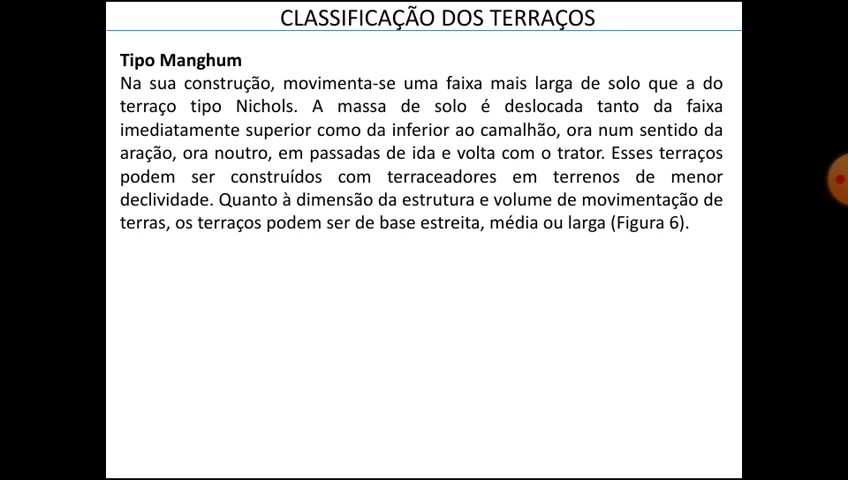 CLASSIFICAÇÃO DOS TERRAÇOS
Tipo Manghum
Na sua construção, movimenta-se uma faixa mais larga de solo que a do
terraço tipo Nichols. A massa de solo é deslocada tanto da faixa
imediatamente superior como da inferior ao camalhão, ora num sentido da
aração, ora noutro, em passadas de ida e volta com o trator. Esses terraços
podem ser construídos com terraceadores em terrenos de menor
declividade. Quanto à dimensão da estrutura e volume de movimentação de
terras, os terraços podem ser de base estreita, média ou larga (Figura 6).